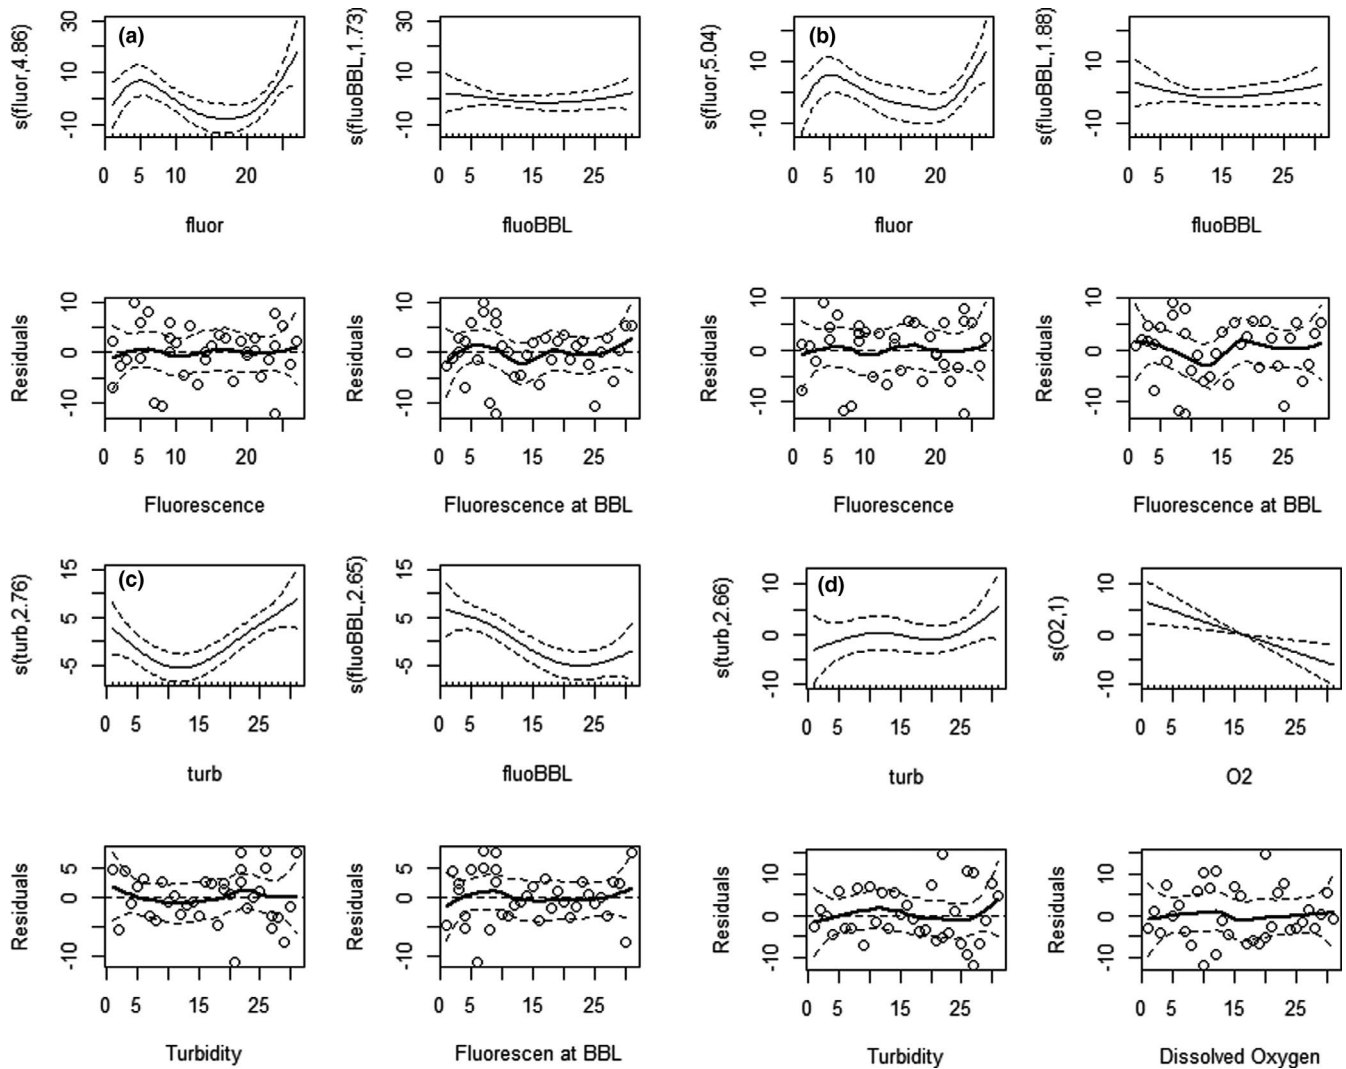 s(fluor,4.86)
30
10
-10
(a)
0 5 10 20
fluor
s(fluoBBL,1.73)
30
10
-10
0 5 15 25
fluoBBL
s(fluor,5.04)
10
-10
(b)
0 5 10 20
fluor
s(fluoBBL,1.88)
10
-10
0 5 15 25
fluoBBL
Residuals
10
0
-10
0 5 10 20
Fluorescence
Residuals
10
0
-10
0 5 15 25
Fluorescence at BBL
Residuals
10
0
-10
0 5 10 20
Fluorescence
Residuals
10
0
-10
0 5 15 25
Fluorescence at BBL
s(turb,2.76)
15
5
-5
(c)
0 5 15 25
turb
s(fluoBBL,2.65)
15
5
-5
0 5 15 25
fluoBBL
s(turb,2.66)
10
0
-10
(d)
0 5 15 25
turb
s(O2,1)
10
0
-10
0 5 15 25
O2
Residuals
5
0
-10
0 5 15 25
Turbidity
Residuals
5
0
-10
0 5 15 25
Fluorescen at BBL
Residuals
10
0
-10
0 5 15 25
Turbidity
Residuals
10
0
-10
0 5 15 25
Dissolved Oxygen